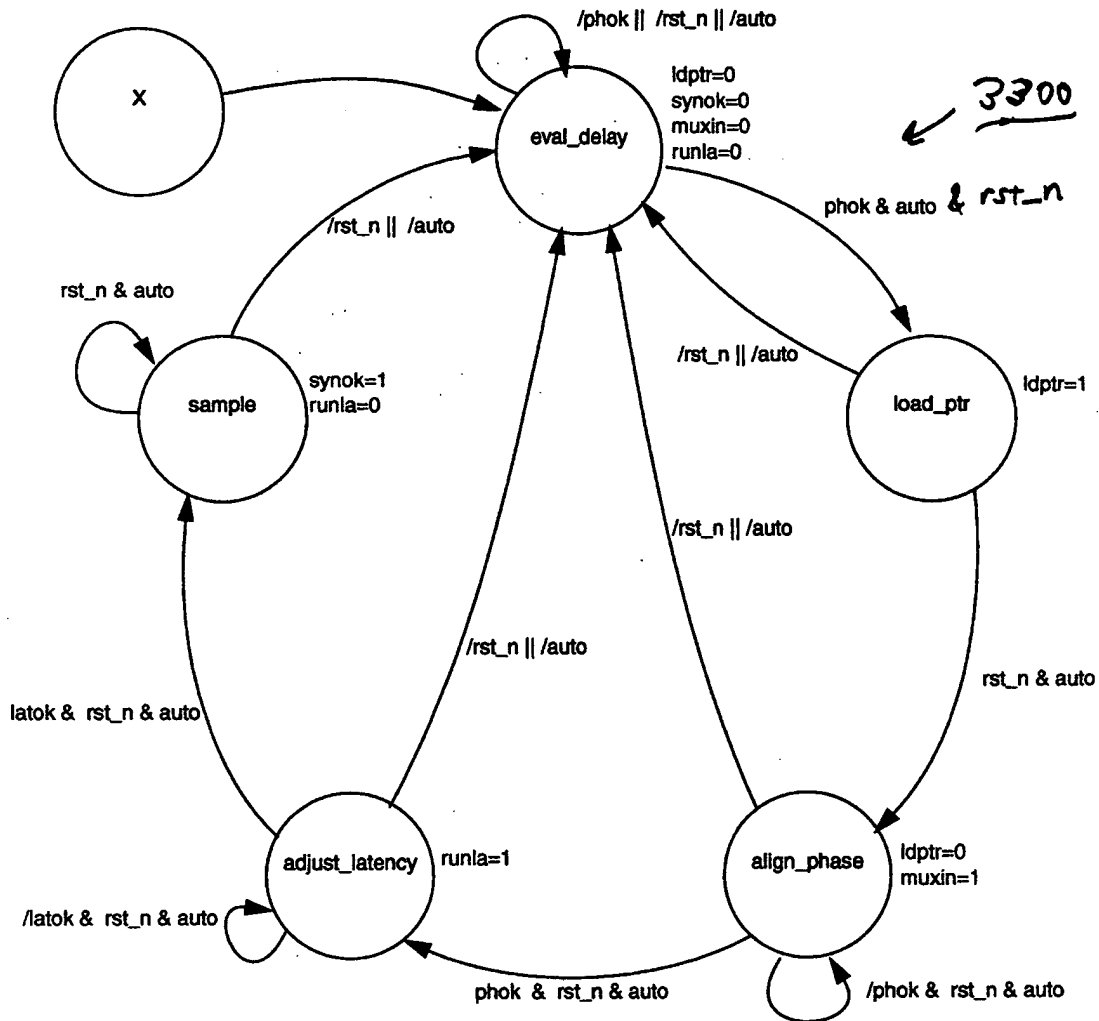 /phok || /rst_n || /auto
X
ldptr=0
synok=0
muxin=0
runla=0
eval_delay
3300
phok & auto & rst_n
/rst_n || /auto
rst_n & auto
/rst_n || /auto
sample
synok=1
runla=0
load_ptr
ldptr=1
/rst_n || /auto
/rst_n || /auto
rst_n & auto
latok & rst_n & auto
adjust_latency
runla=1
align_phase
ldptr=0
muxin=1
/latok & rst_n & auto
phok & rst_n & auto
/phok & rst_n & auto